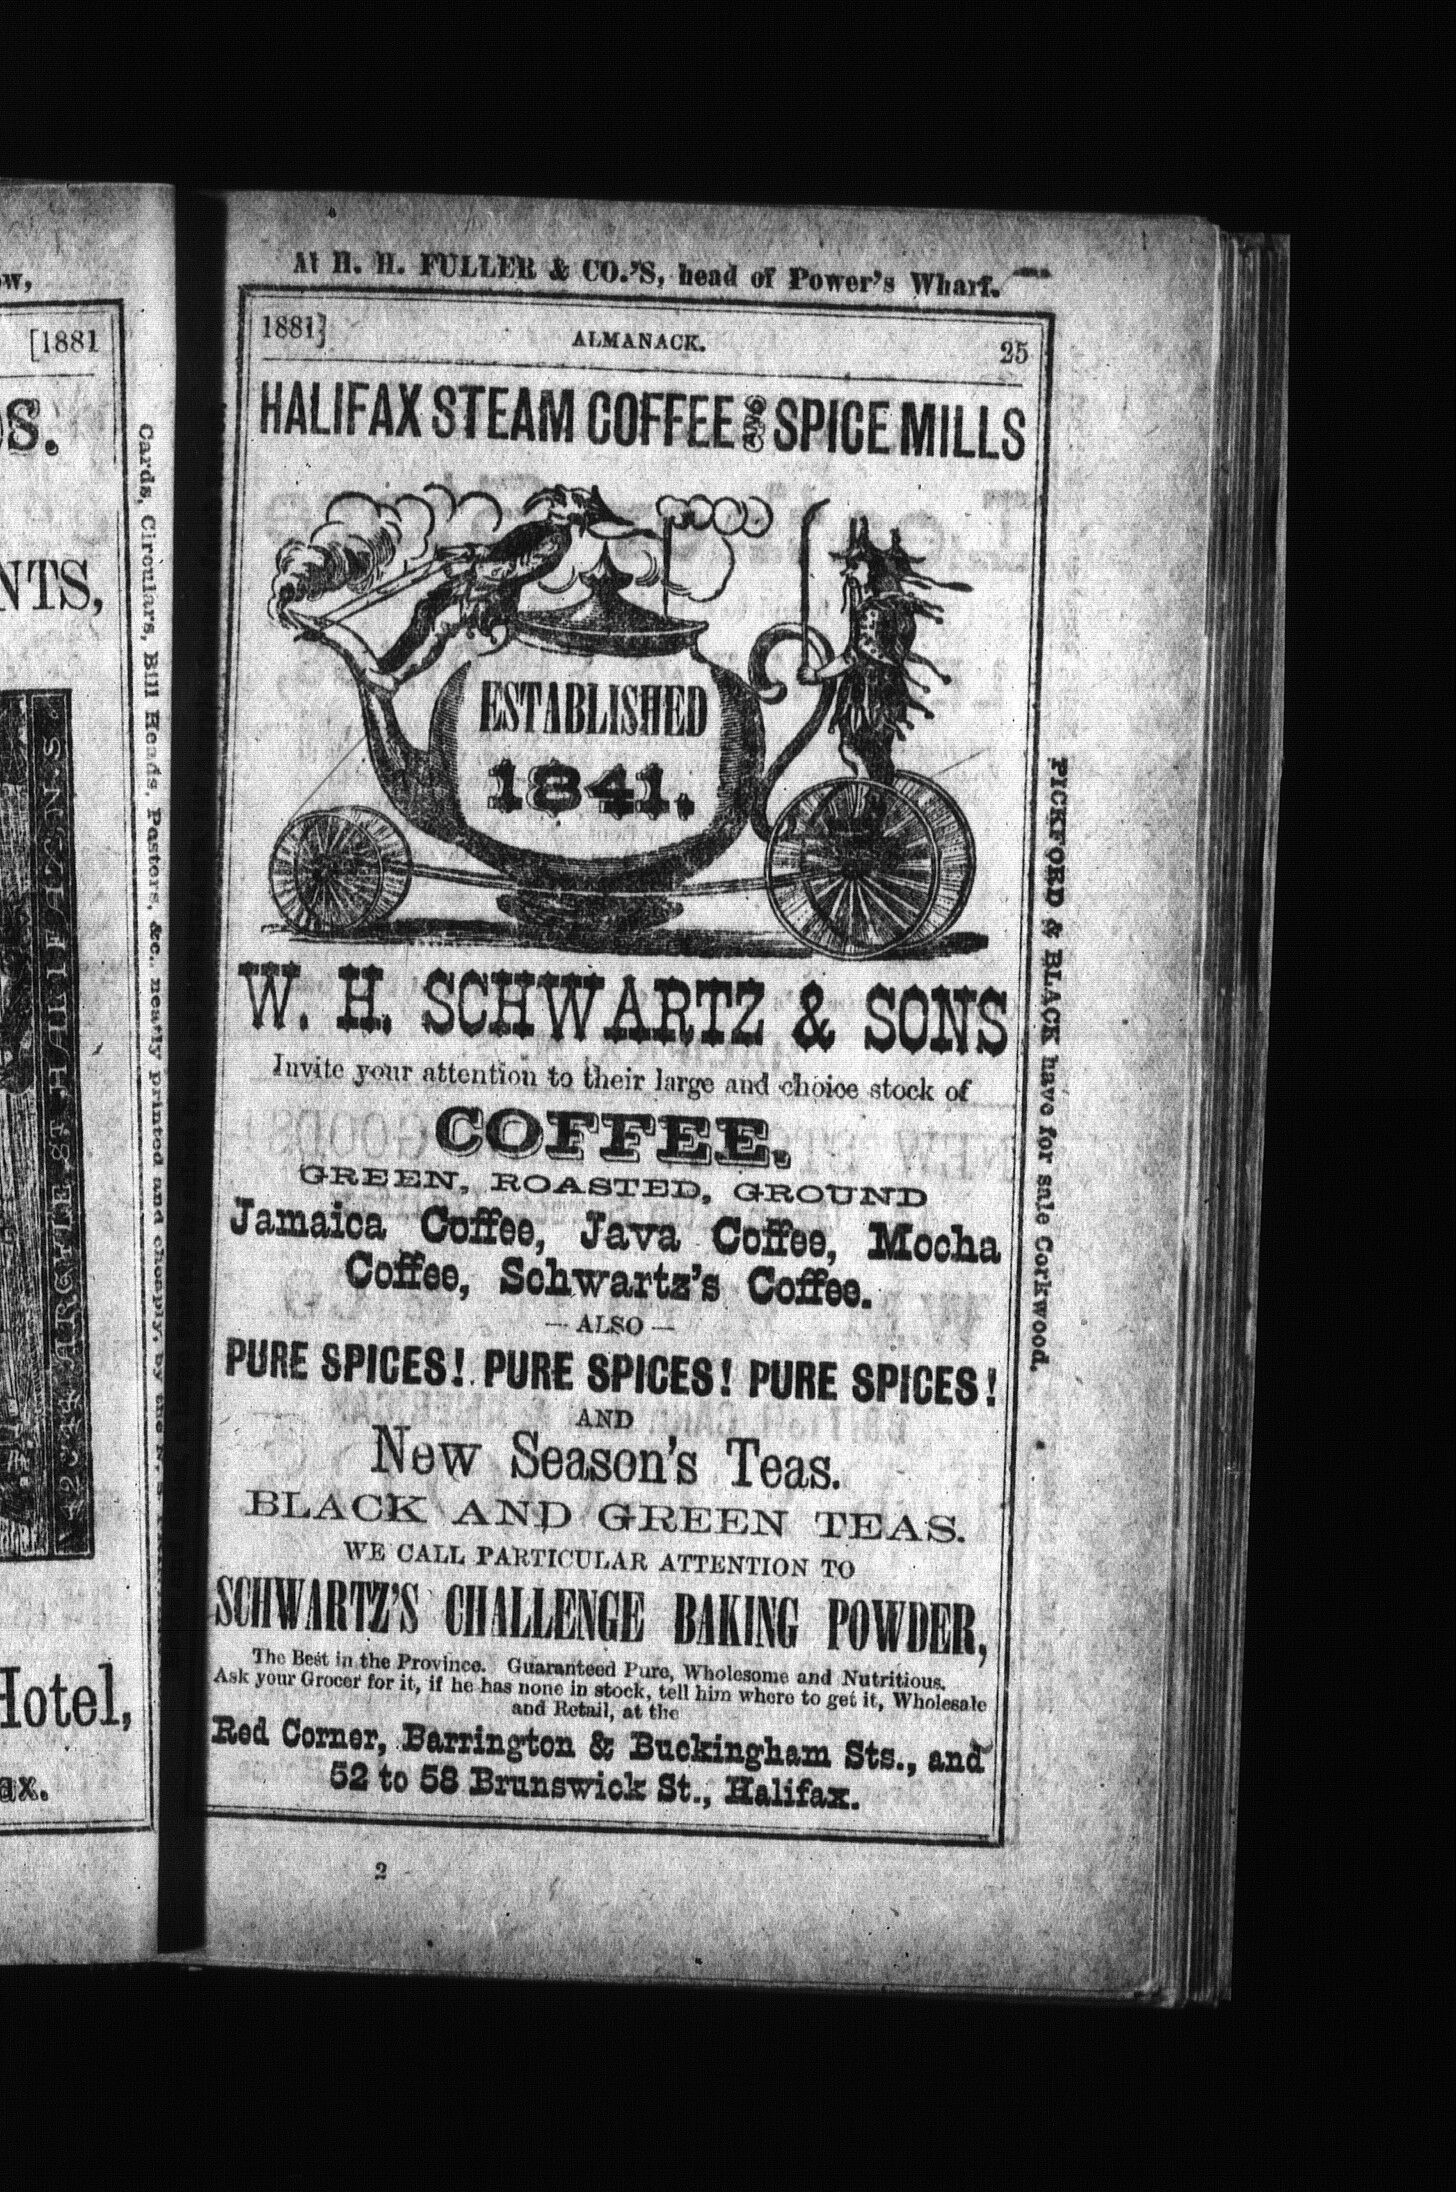 ow,
[1881
S.
NTS,
Hotel,
ax.
Cards, Circulars, Bill Heads, Posters, &c., neatly printed and cheaply, by the N. S.
At H. H. FULLER & CO.'S, head of Power's Wharf.
1881] ALMANACK. 25
HALIFAX STEAM COFFEE AND SPICE MILLS
ESTABLISHED
1841.
W. H. SCHWARTZ & SONS
Invite your attention to their large and choice stock of
COFFEE,
GREEN, ROASTED, GROUND
Jamaica Coffee, Java Coffee, Mocha
Coffee, Schwartz's Coffee.
— ALSO —
PURE SPICES! PURE SPICES! PURE SPICES!
AND
New Season's Teas.
BLACK AND GREEN TEAS.
WE CALL PARTICULAR ATTENTION TO
SCHWARTZ'S CHALLENGE BAKING POWDER,
The Best in the Province. Guaranteed Pure, Wholesome and Nutritious.
Ask your Grocer for it, if he has none in stock, tell him where to get it, Wholesale
and Retail, at the
Red Corner, Barrington & Buckingham Sts., and
52 to 58 Brunswick St., Halifax.
2
PICKFORD & BLACK have for sale Corkwood.